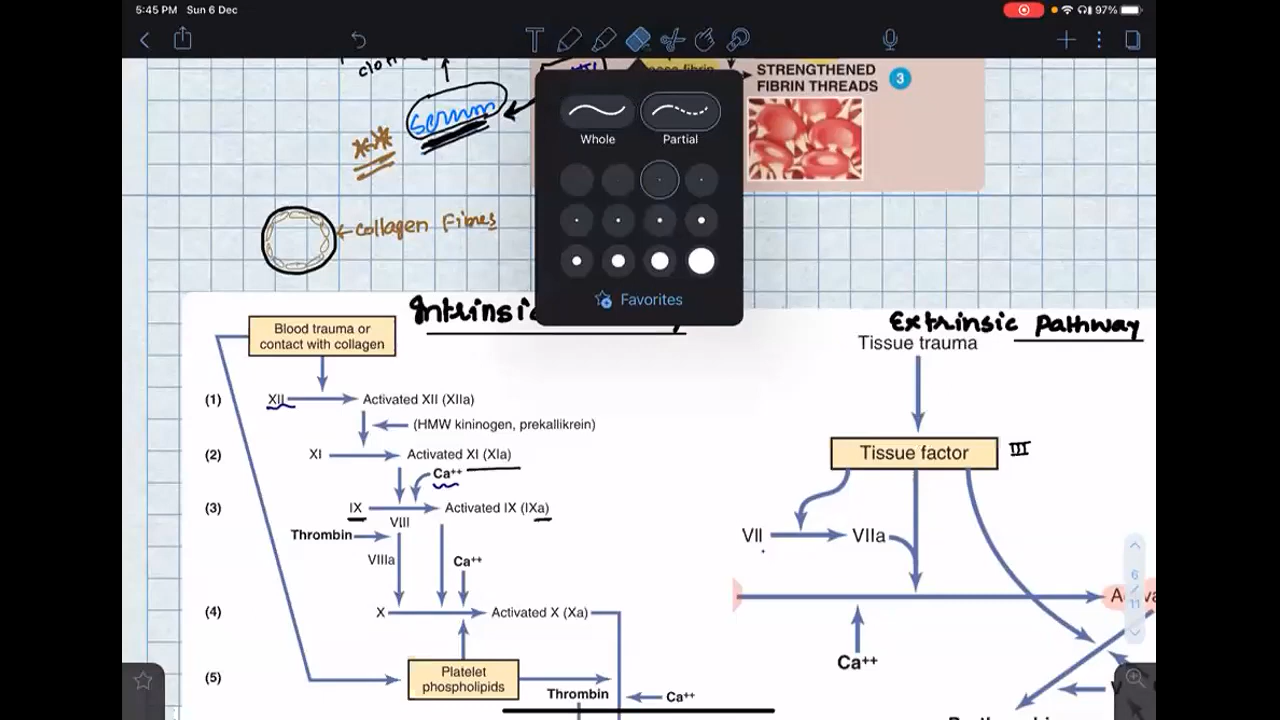 5:45 PM Sun 6 Dec
97%
T
serum
STRENGTHENED
FIBRIN THREADS
3
Whole
Partial
Favorites
collagen Fibres
Extrinsic Pathway
Blood trauma or
contact with collagen
Tissue trauma
(1)
XII
Activated XII (XIIa)
(HMW kininogen, prekallikrein)
(2)
XI
Activated XI (XIa)
Ca++
Tissue factor
III
(3)
IX
Activated IX (IXa)
VIII
Thrombin
VIIIa
Ca++
VII
VIIa
(4)
X
Activated X (Xa)
6
/
11
Ca++
(5)
Platelet
phospholipids
Thrombin
Ca++